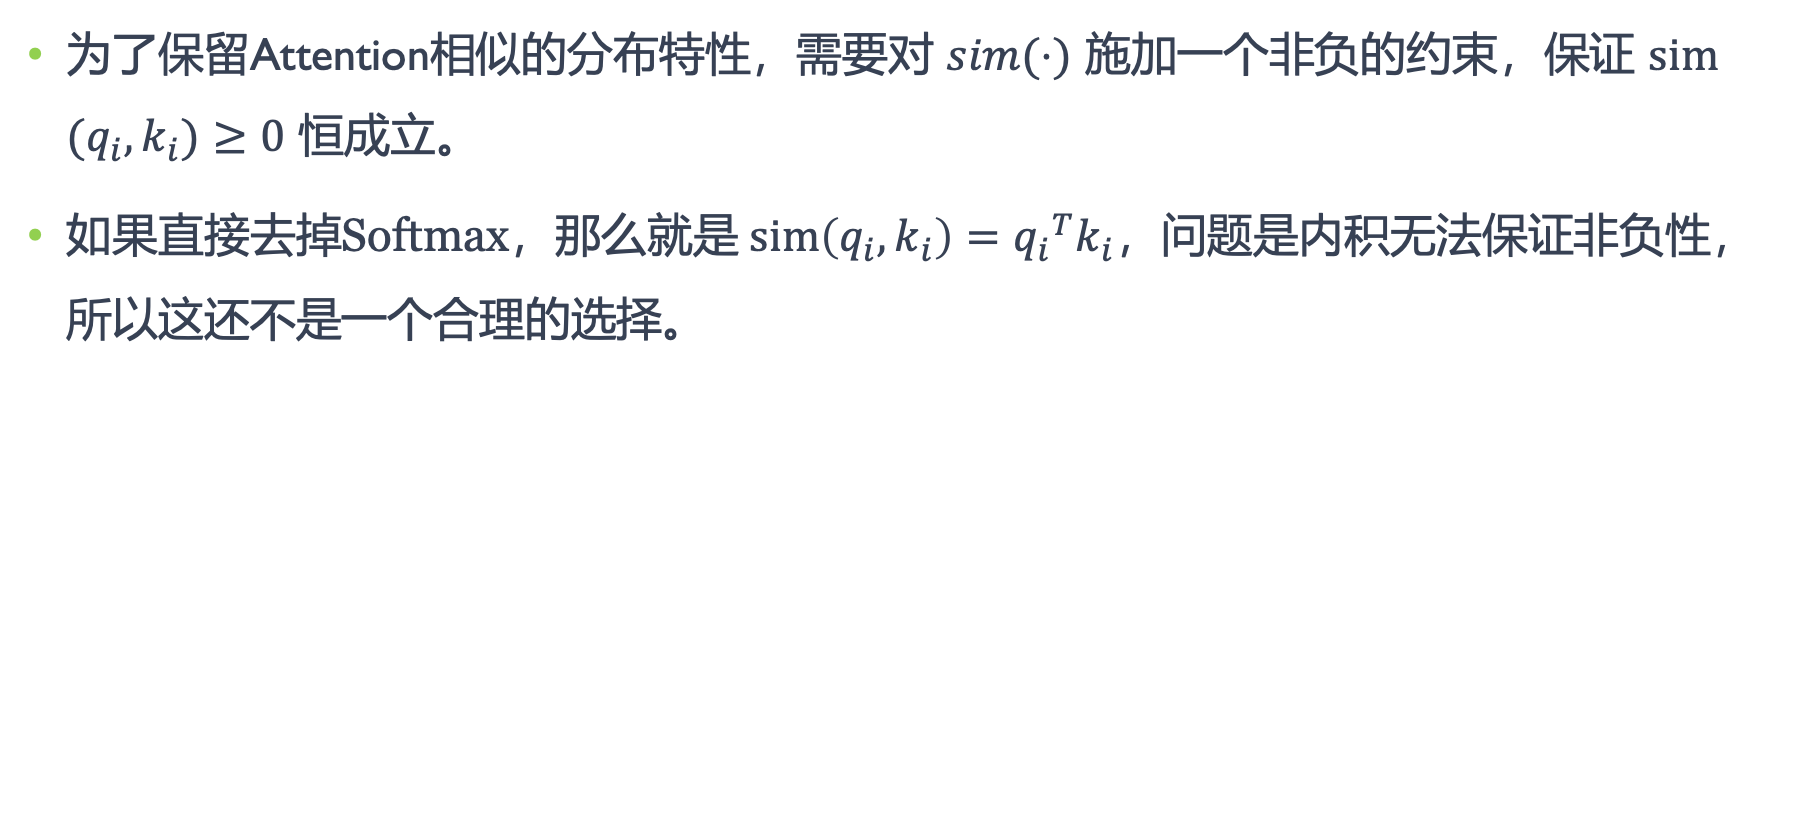 • 为了保留Attention相似的分布特性，需要对 sim(·) 施加一个非负的约束，保证 sim
(qᵢ, kᵢ) ≥ 0 恒成立。
• 如果直接去掉Softmax，那么就是 sim(qᵢ, kᵢ) = qᵢᵀkᵢ，问题是内积无法保证非负性，
所以这还不是一个合理的选择。